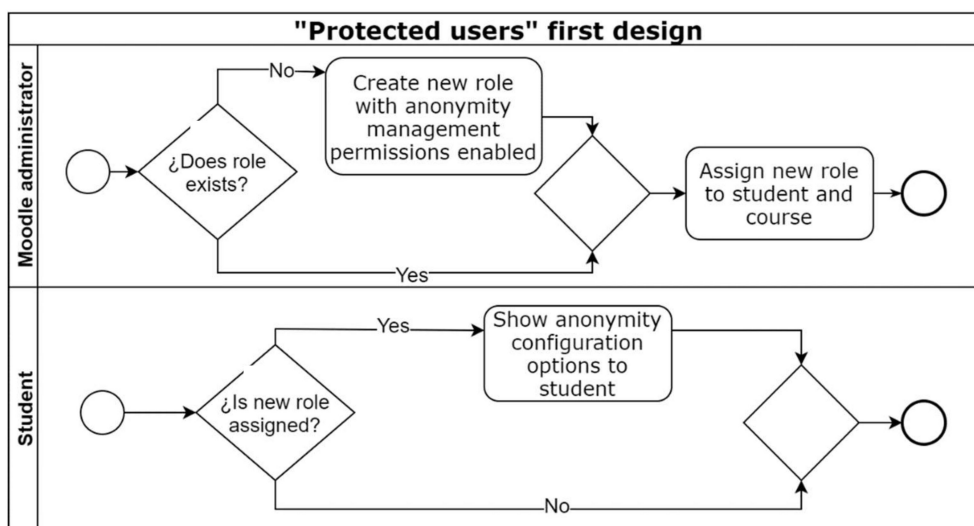 "Protected users" first design
Moodle administrator
No
Create new role
with anonymity
management
permissions enabled
¿Does role
exists?
Assign new role
to student and
course
Yes
Student
Yes
Show anonymity
configuration
options to
student
¿Is new role
assigned?
No